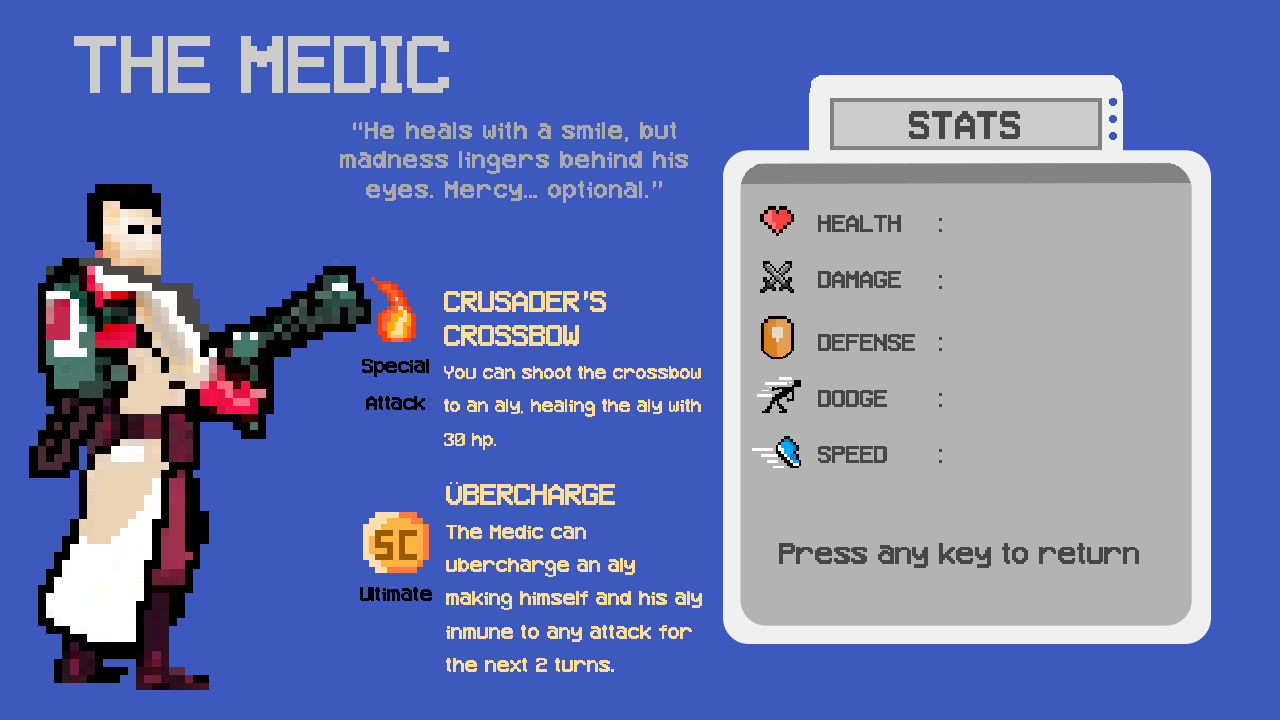 THE MEDIC
"He heals with a smile, but
madness lingers behind his
eyes. Mercy... optional."
CRUSADER'S
CROSSBOW
Special
Attack
You can shoot the crossbow
to an aly, healing the aly with
30 hp.
ÜBERCHARGE
SC
Ultimate
The Medic can
ubercharge an aly
making himself and his aly
inmune to any attack for
the next 2 turns.
STATS
HEALTH :
DAMAGE :
DEFENSE :
DODGE :
SPEED :
Press any key to return